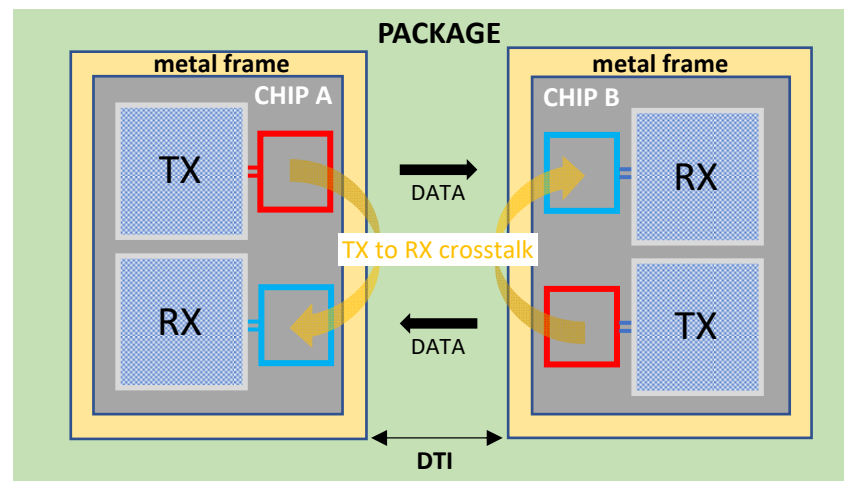 PACKAGE
metal frame
metal frame
CHIP A
CHIP B
TX
DATA
RX
TX to RX crosstalk
RX
DATA
TX
DTI